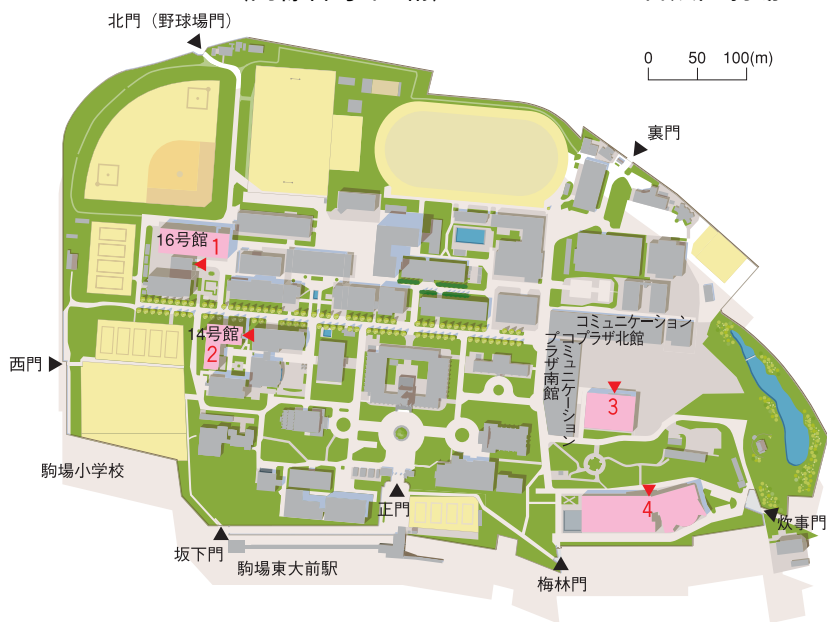 北門（野球場門）
0 50 100(m)
裏門
16号館 1
14号館
2
コミュニケーション
プラザ北館
コミュニケーション
プラザ南館
西門
3
駒場小学校
4
正門
炊事門
坂下門
駒場東大前駅
梅林門